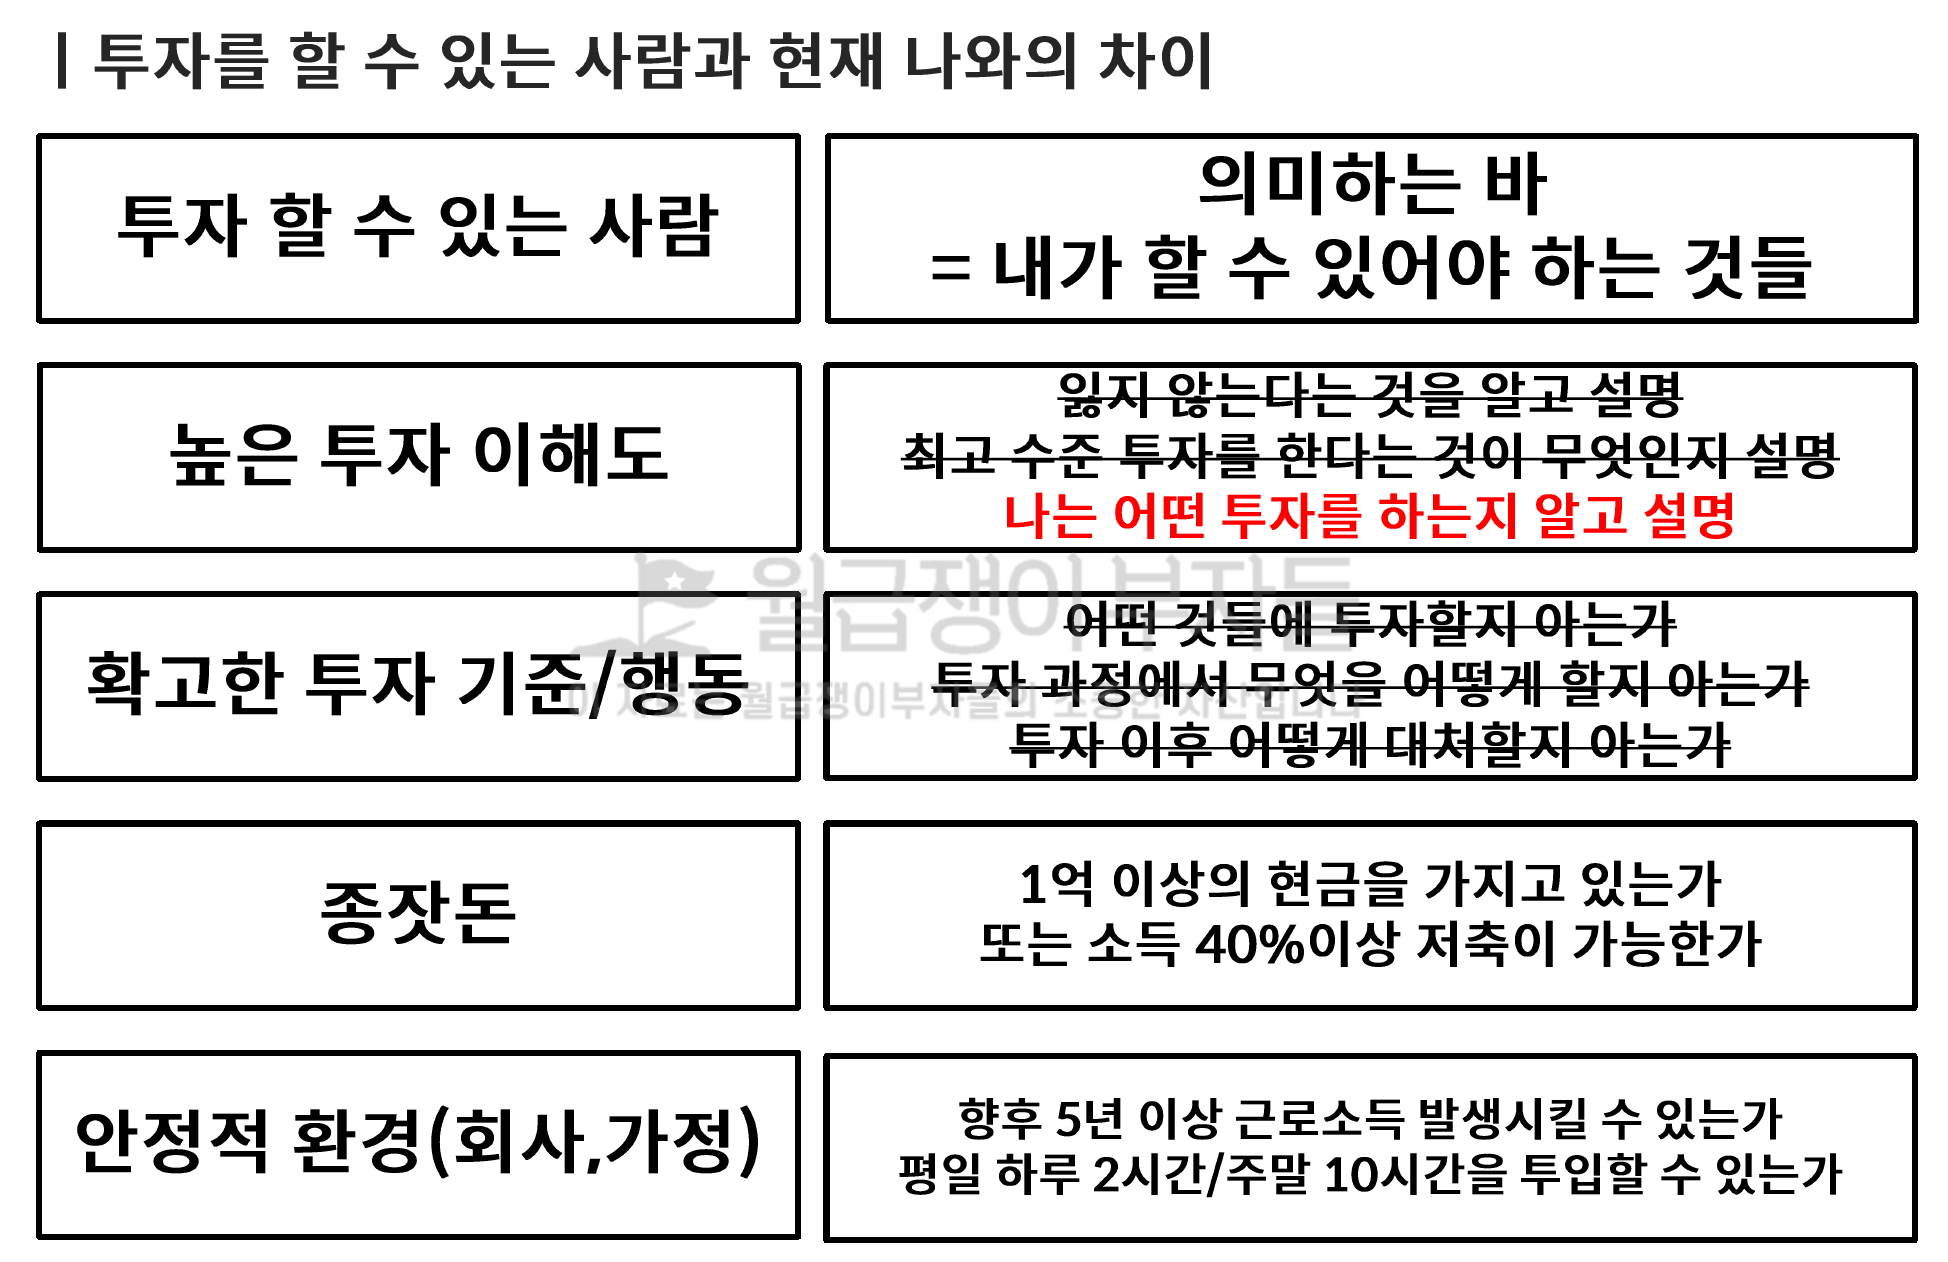 | 투자를 할 수 있는 사람과 현재 나와의 차이
투자 할 수 있는 사람
의미하는 바
= 내가 할 수 있어야 하는 것들
높은 투자 이해도
잃지 않는다는 것을 알고 설명
최고 수준 투자를 한다는 것이 무엇인지 설명
나는 어떤 투자를 하는지 알고 설명
월급쟁이부자들
확고한 투자 기준/행동
어떤 것들에 투자할지 아는가
투자 과정에서 무엇을 어떻게 할지 아는가
투자 이후 어떻게 대처할지 아는가
이 자료는 월급쟁이부자들의 소중한 자산입니다
종잣돈
1억 이상의 현금을 가지고 있는가
또는 소득 40%이상 저축이 가능한가
안정적 환경(회사,가정)
향후 5년 이상 근로소득 발생시킬 수 있는가
평일 하루 2시간/주말 10시간을 투입할 수 있는가